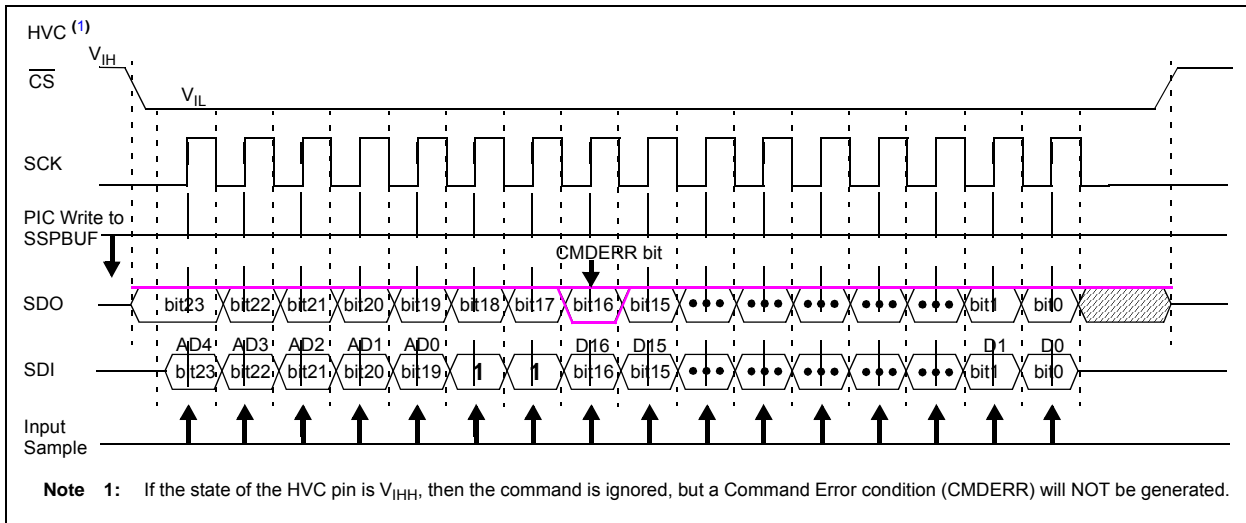 HVC (1)
VIH
CS
VIL
SCK
PIC Write to
SSPBUF
CMDERR bit
SDO bit23 bit22 bit21 bit20 bit19 bit18 bit17 bit16 bit15 ••• ••• ••• ••• ••• bit1 bit0
AD4 AD3 AD2 AD1 AD0 D16 D15 D1 D0
SDI bit23 bit22 bit21 bit20 bit19 1 1 bit16 bit15 ••• ••• ••• ••• ••• bit1 bit0
Input
Sample
Note 1: If the state of the HVC pin is VIHH, then the command is ignored, but a Command Error condition (CMDERR) will NOT be generated.